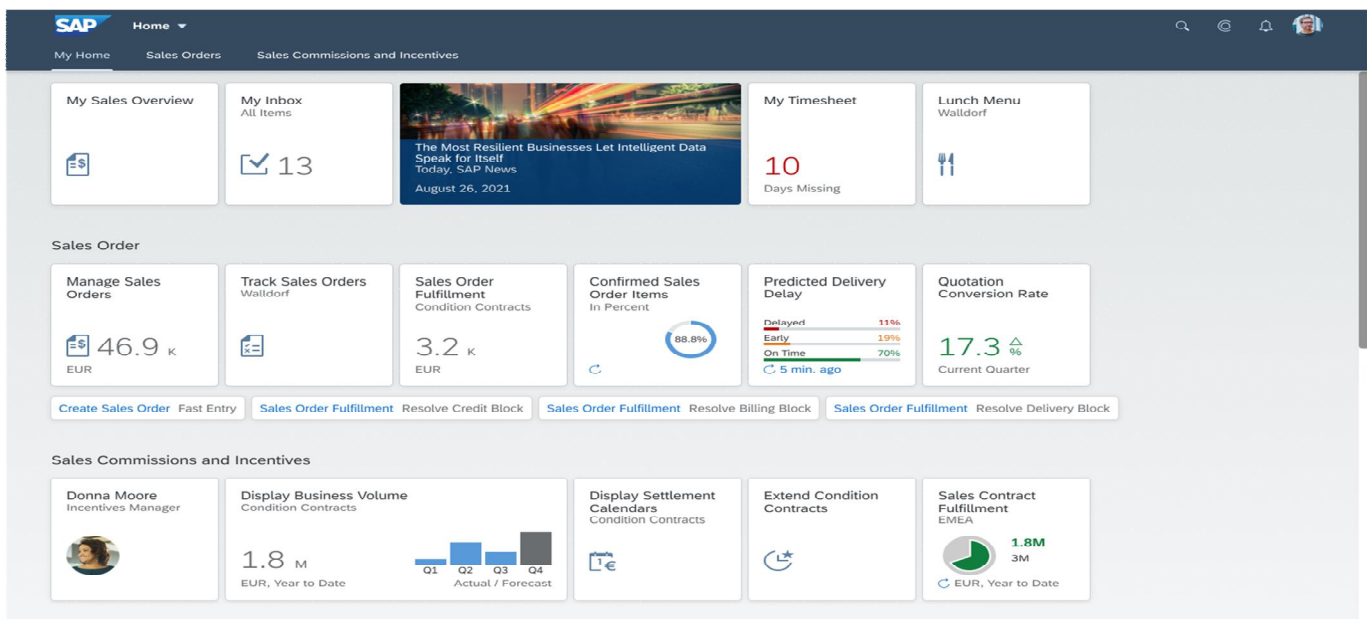 SAP Home
My Home Sales Orders Sales Commissions and Incentives
My Sales Overview
My Inbox
All Items
13
The Most Resilient Businesses Let Intelligent Data
Speak for Itself
Today, SAP News
August 26, 2021
My Timesheet
10
Days Missing
Lunch Menu
Walldorf
Sales Order
Manage Sales
Orders
46.9 K
EUR
Track Sales Orders
Walldorf
Sales Order
Fulfillment
Condition Contracts
3.2 K
EUR
Confirmed Sales
Order Items
In Percent
88.8%
Predicted Delivery
Delay
Delayed 11%
Early 19%
On Time 70%
5 min. ago
Quotation
Conversion Rate
17.3 %
Current Quarter
Create Sales Order Fast Entry
Sales Order Fulfillment Resolve Credit Block
Sales Order Fulfillment Resolve Billing Block
Sales Order Fulfillment Resolve Delivery Block
Sales Commissions and Incentives
Donna Moore
Incentives Manager
Display Business Volume
Condition Contracts
1.8 M
EUR, Year to Date
Q1 Q2 Q3 Q4
Actual / Forecast
Display Settlement
Calendars
Condition Contracts
1 €
Extend Condition
Contracts
Sales Contract
Fulfillment
EMEA
1.8M
3M
EUR, Year to Date